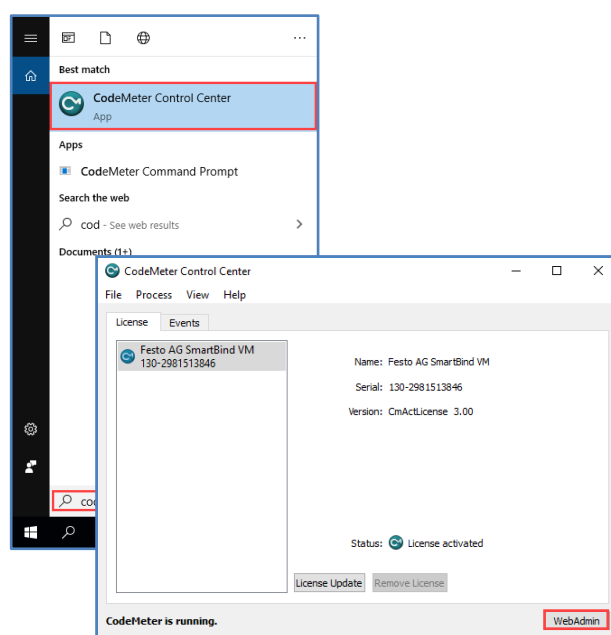 Best match
CodeMeter Control Center
App
Apps
CodeMeter Command Prompt
Search the web
cod - See web results
Documents (1+)
CodeMeter Control Center
File Process View Help
License Events
Festo AG SmartBind VM
130-2981513846
Name: Festo AG SmartBind VM
Serial: 130-2981513846
Version: CmActLicense 3.00
Status: License activated
License Update Remove License
CodeMeter is running.
WebAdmin